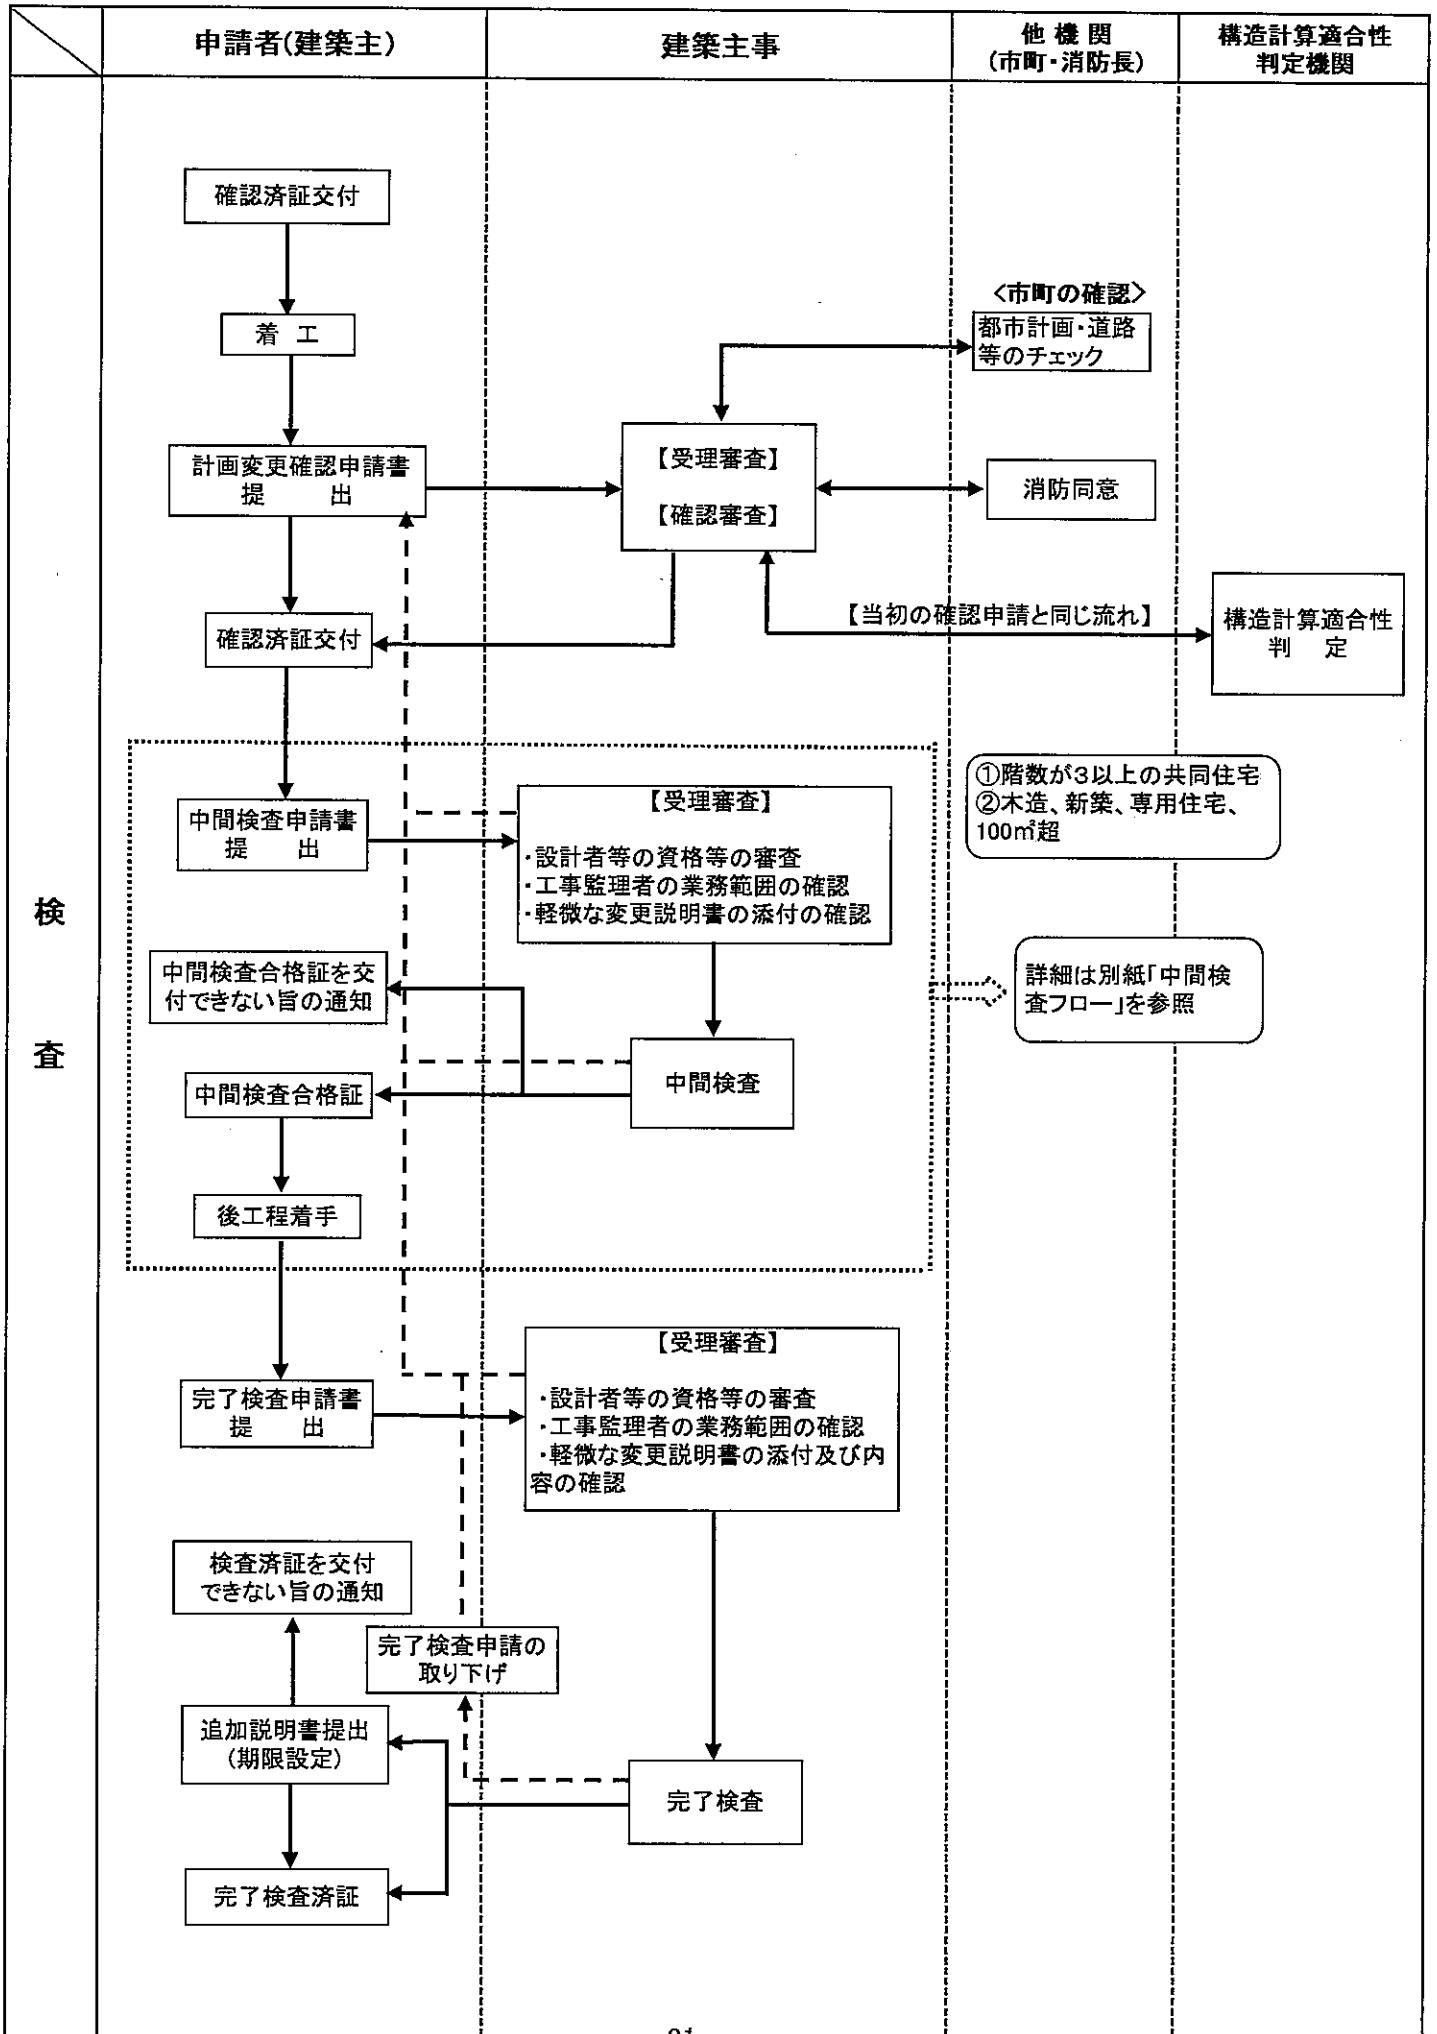 申請者(建築主)
建築主事
他機関
(市町・消防長)
構造計算適合性
判定機関
検
査
確認済証交付
着 工
<市町の確認>
都市計画・道路
等のチェック
計画変更確認申請書
提 出
【受理審査】
【確認審査】
消防同意
【当初の確認申請と同じ流れ】
構造計算適合性
判 定
確認済証交付
①階数が3以上の共同住宅
②木造、新築、専用住宅、
100㎡超
中間検査申請書
提 出
【受理審査】
・設計者等の資格等の審査
・工事監理者の業務範囲の確認
・軽微な変更説明書の添付の確認
中間検査合格証を交
付できない旨の通知
詳細は別紙「中間検
査フロー」を参照
中間検査
中間検査合格証
後工程着手
完了検査申請書
提 出
【受理審査】
・設計者等の資格等の審査
・工事監理者の業務範囲の確認
・軽微な変更説明書の添付及び内
容の確認
検査済証を交付
できない旨の通知
完了検査申請の
取り下げ
追加説明書提出
(期限設定)
完了検査
完了検査済証